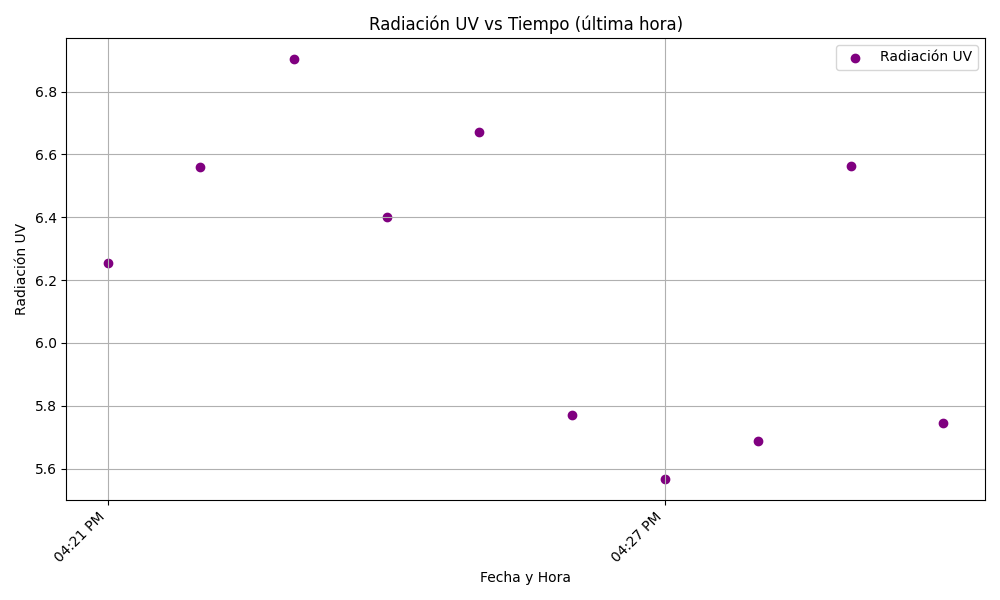 Radiación UV vs Tiempo (última hora)
Radiación UV
6.8
6.6
6.4
6.2
6.0
5.8
5.6
Radiación UV
04:21 PM
04:27 PM
Fecha y Hora